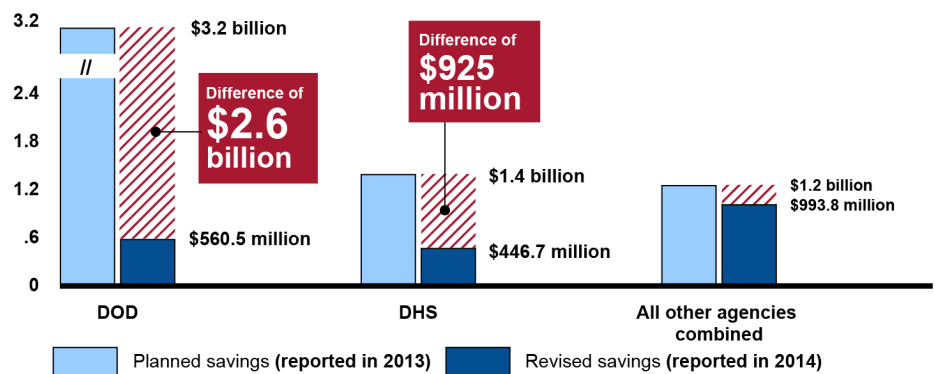 3.2
2.4
1.8
1.2
.6
0
//
$3.2 billion
Difference of
$2.6
billion
$560.5 million
DOD
Difference of
$925
million
$1.4 billion
$446.7 million
DHS
$1.2 billion
$993.8 million
All other agencies
combined
Planned savings (reported in 2013)
Revised savings (reported in 2014)